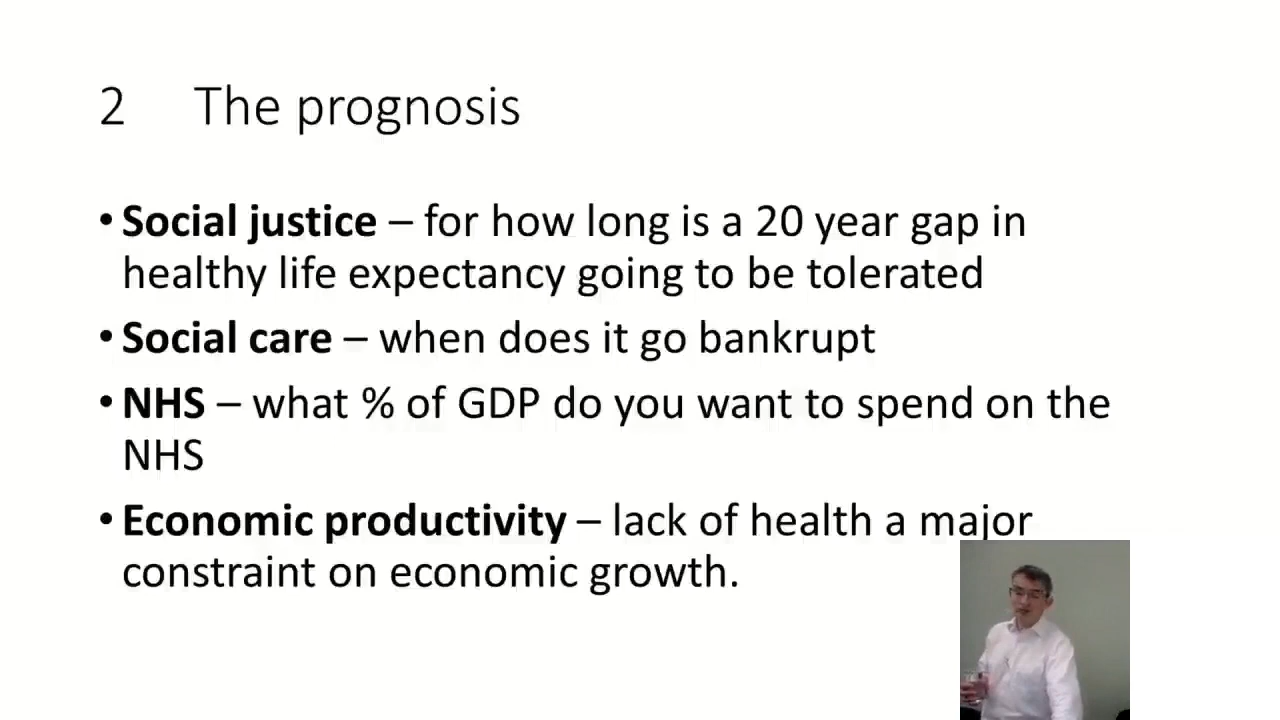 2 The prognosis
• Social justice – for how long is a 20 year gap in
healthy life expectancy going to be tolerated
• Social care – when does it go bankrupt
• NHS – what % of GDP do you want to spend on the
NHS
• Economic productivity – lack of health a major
constraint on economic growth.